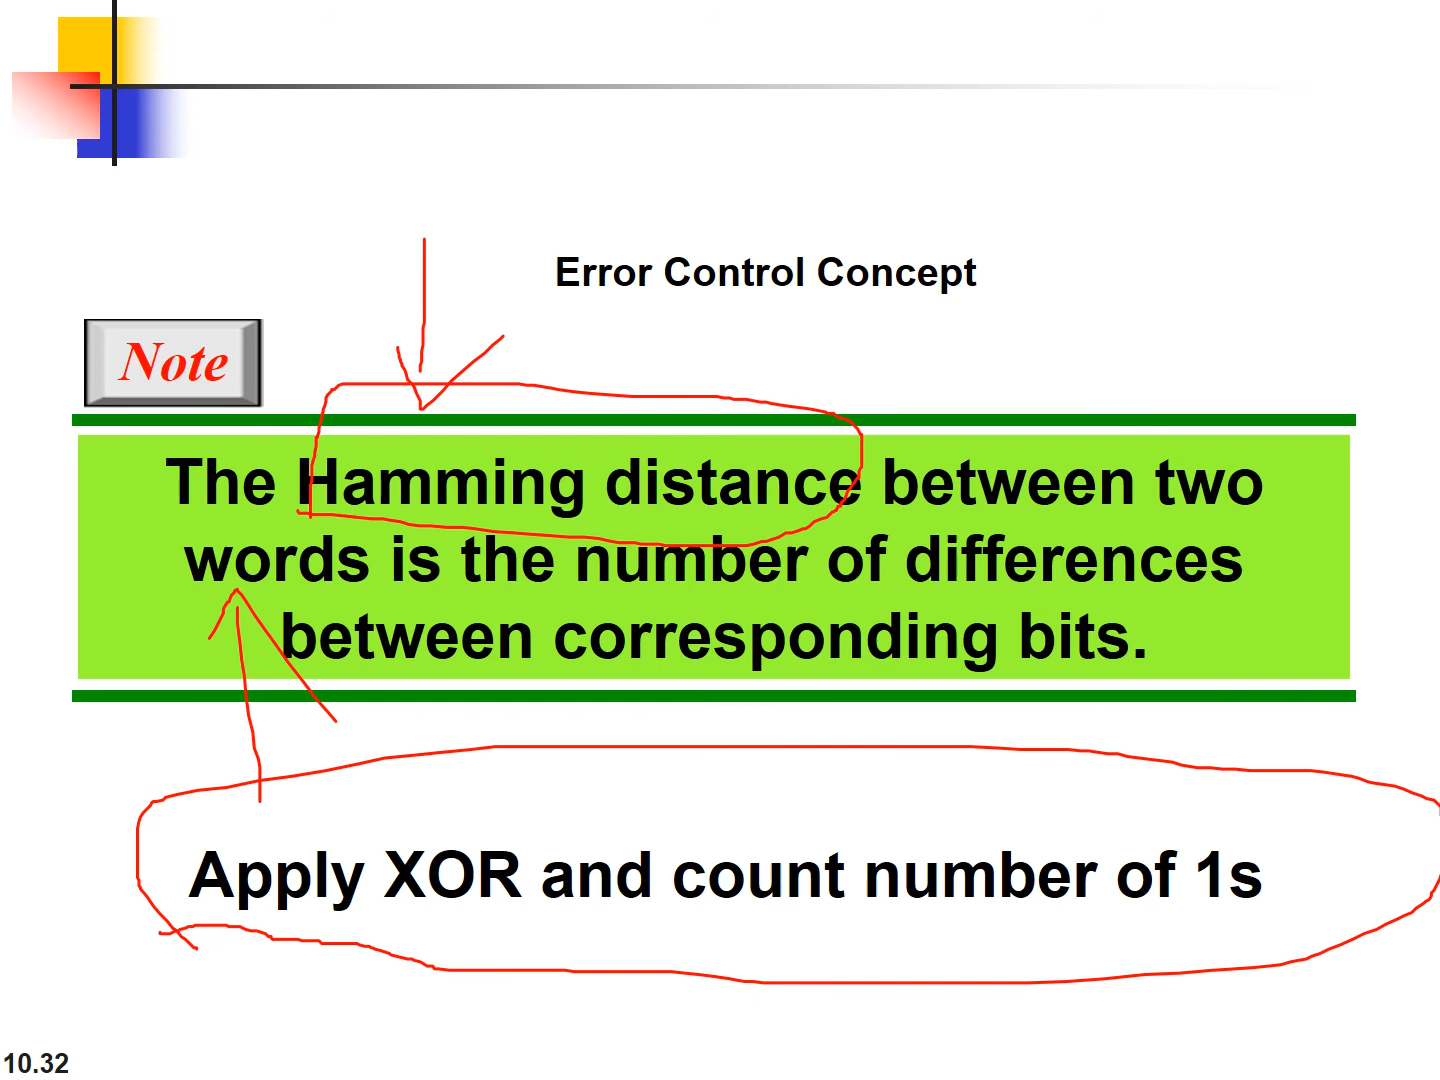 Error Control Concept
Note
The Hamming distance between two
words is the number of differences
between corresponding bits.
Apply XOR and count number of 1s
10.32